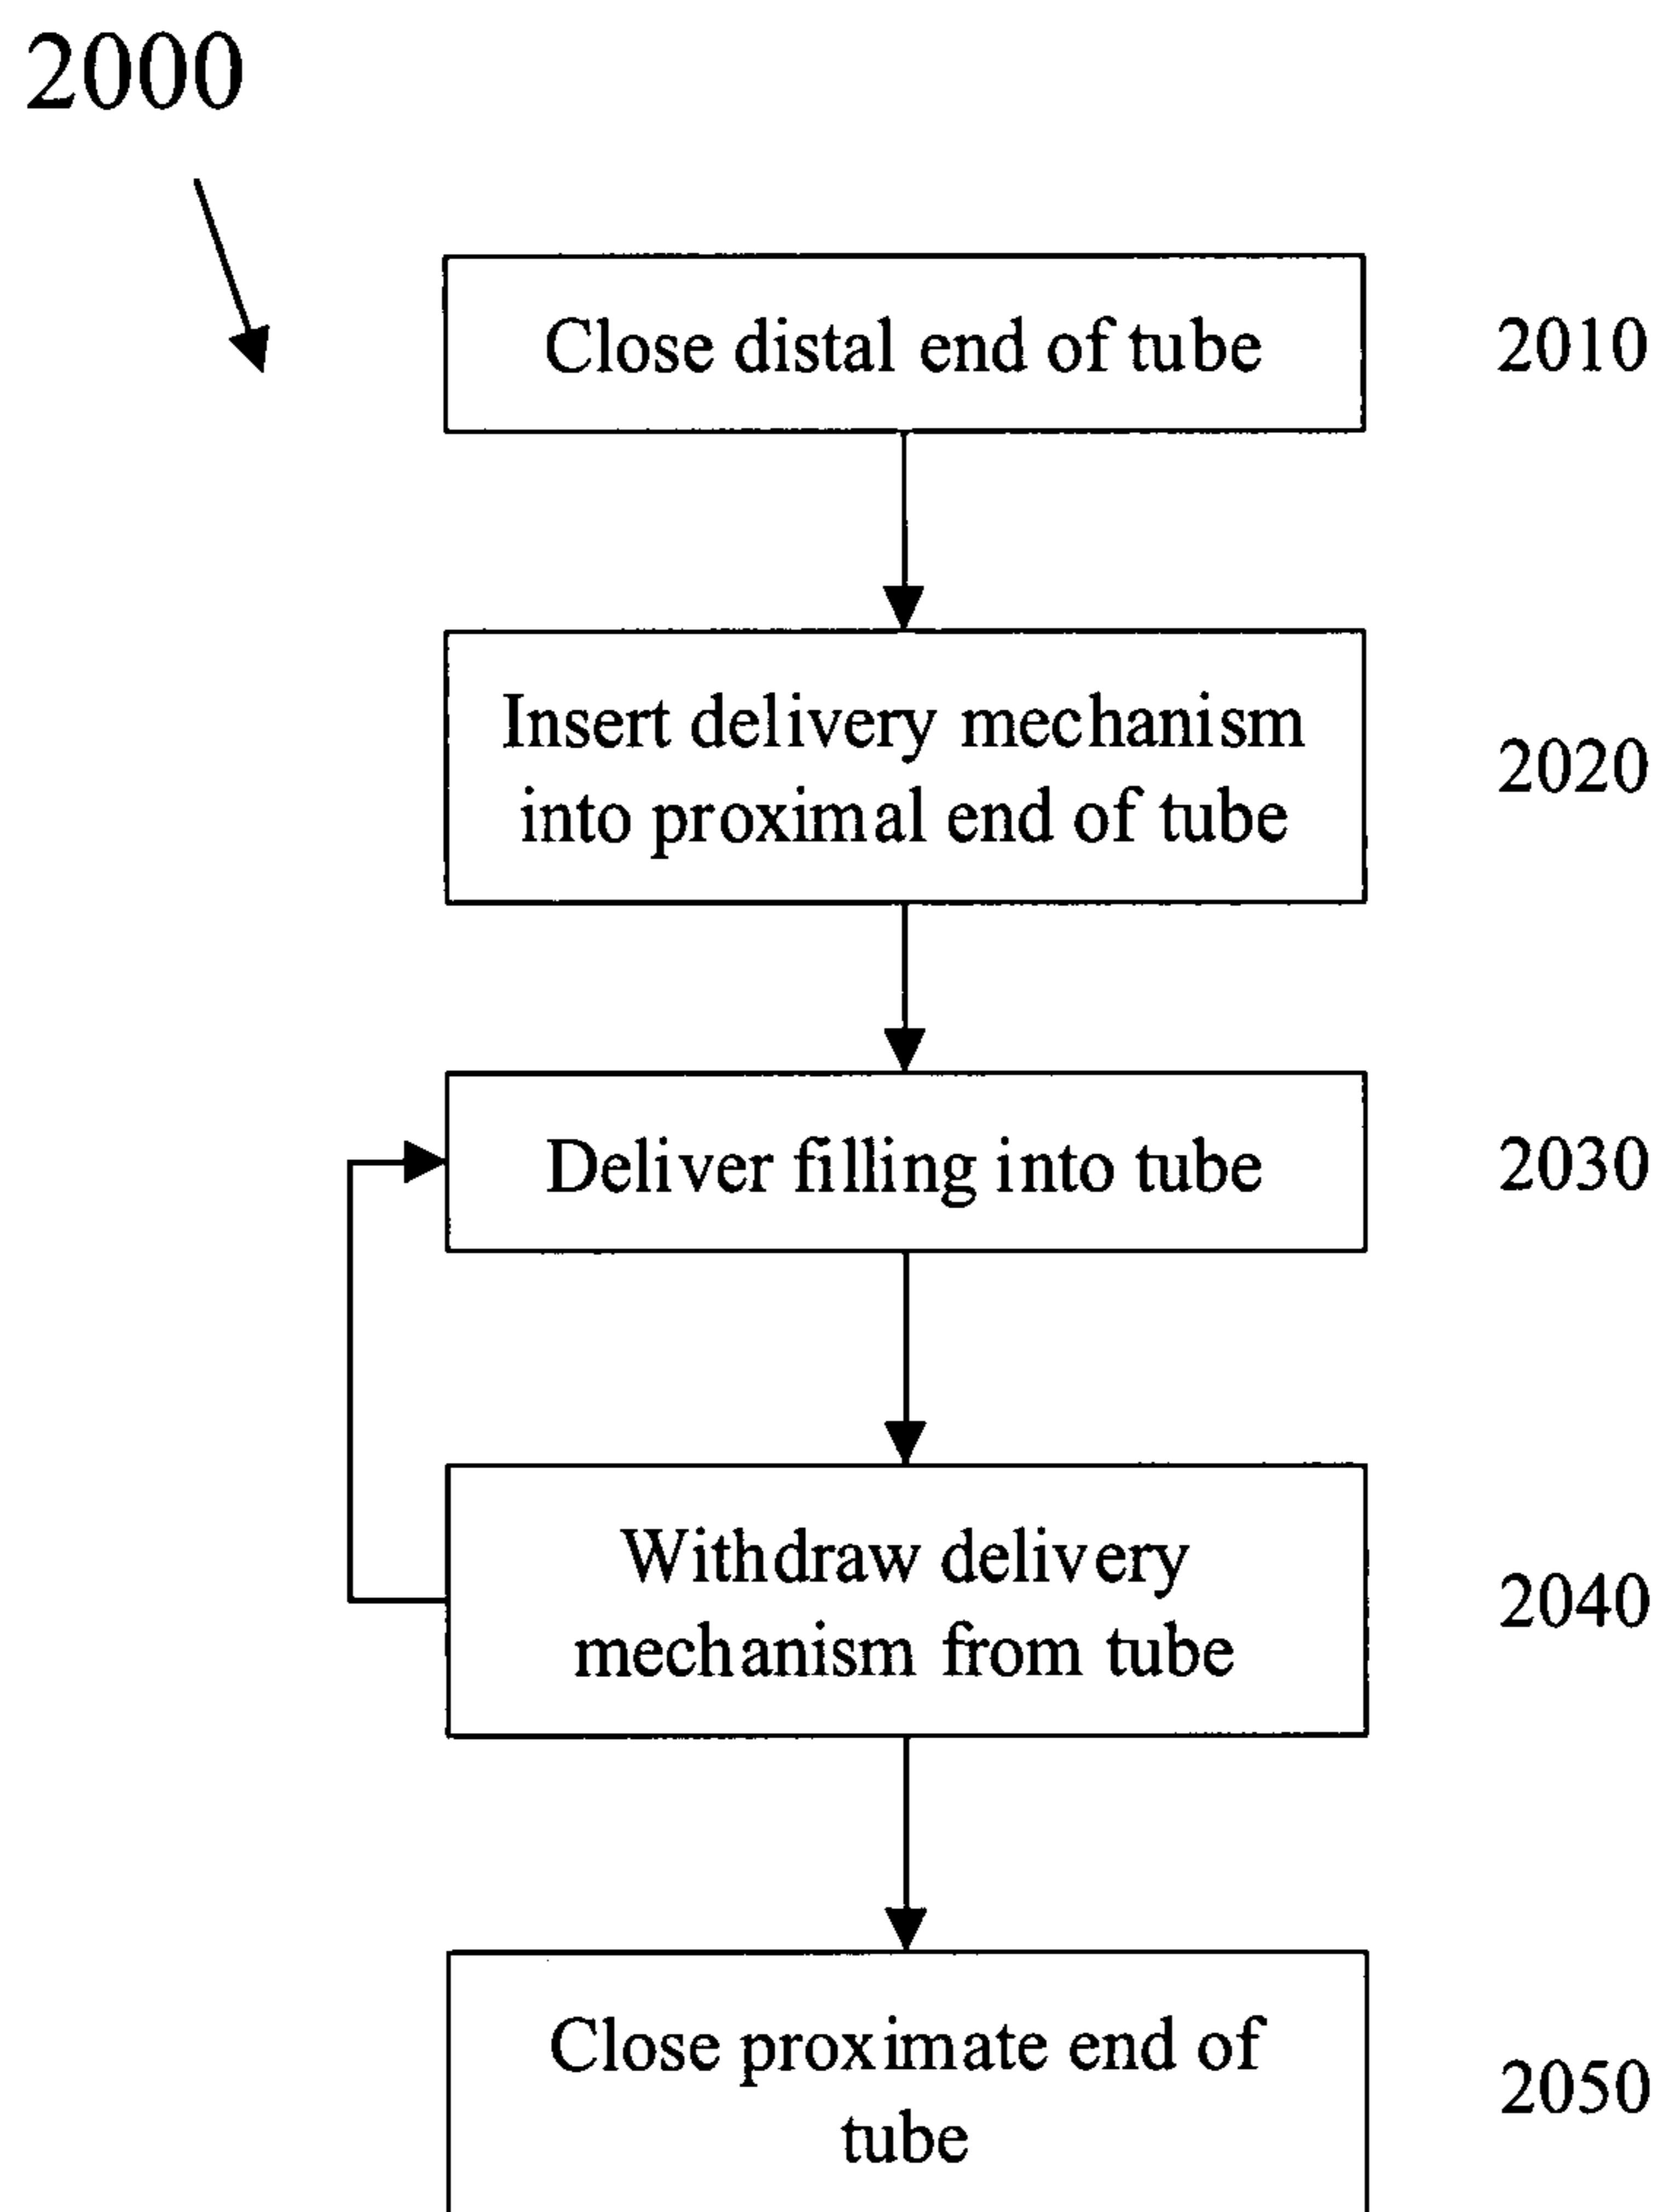 2000
Close distal end of tube
2010
Insert delivery mechanism
into proximal end of tube
2020
Deliver filling into tube
2030
Withdraw delivery
mechanism from tube
2040
Close proximate end of
tube
2050